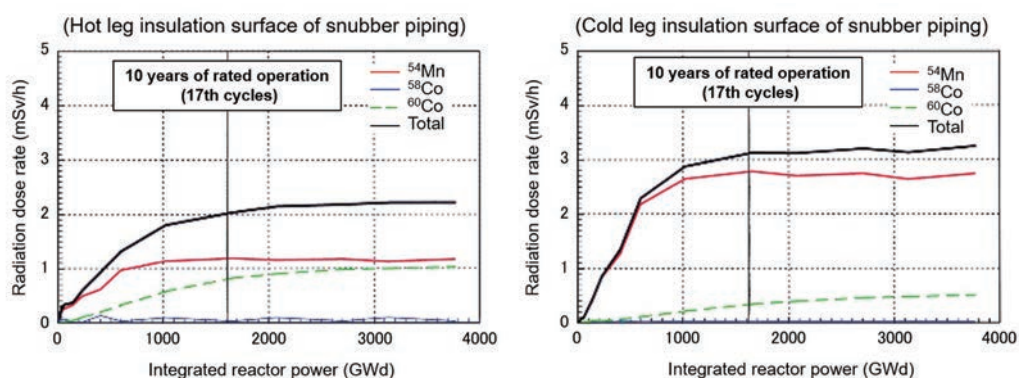 (Hot leg insulation surface of snubber piping)
5
4
3
2
1
0
Radiation dose rate (mSv/h)
10 years of rated operation
(17th cycles)
⁵⁴Mn
⁵⁸Co
⁶⁰Co
Total
0
1000
2000
3000
4000
Integrated reactor power (GWd)
(Cold leg insulation surface of snubber piping)
5
4
3
2
1
0
Radiation dose rate (mSv/h)
10 years of rated operation
(17th cycles)
⁵⁴Mn
⁵⁸Co
⁶⁰Co
Total
0
1000
2000
3000
4000
Integrated reactor power (GWd)